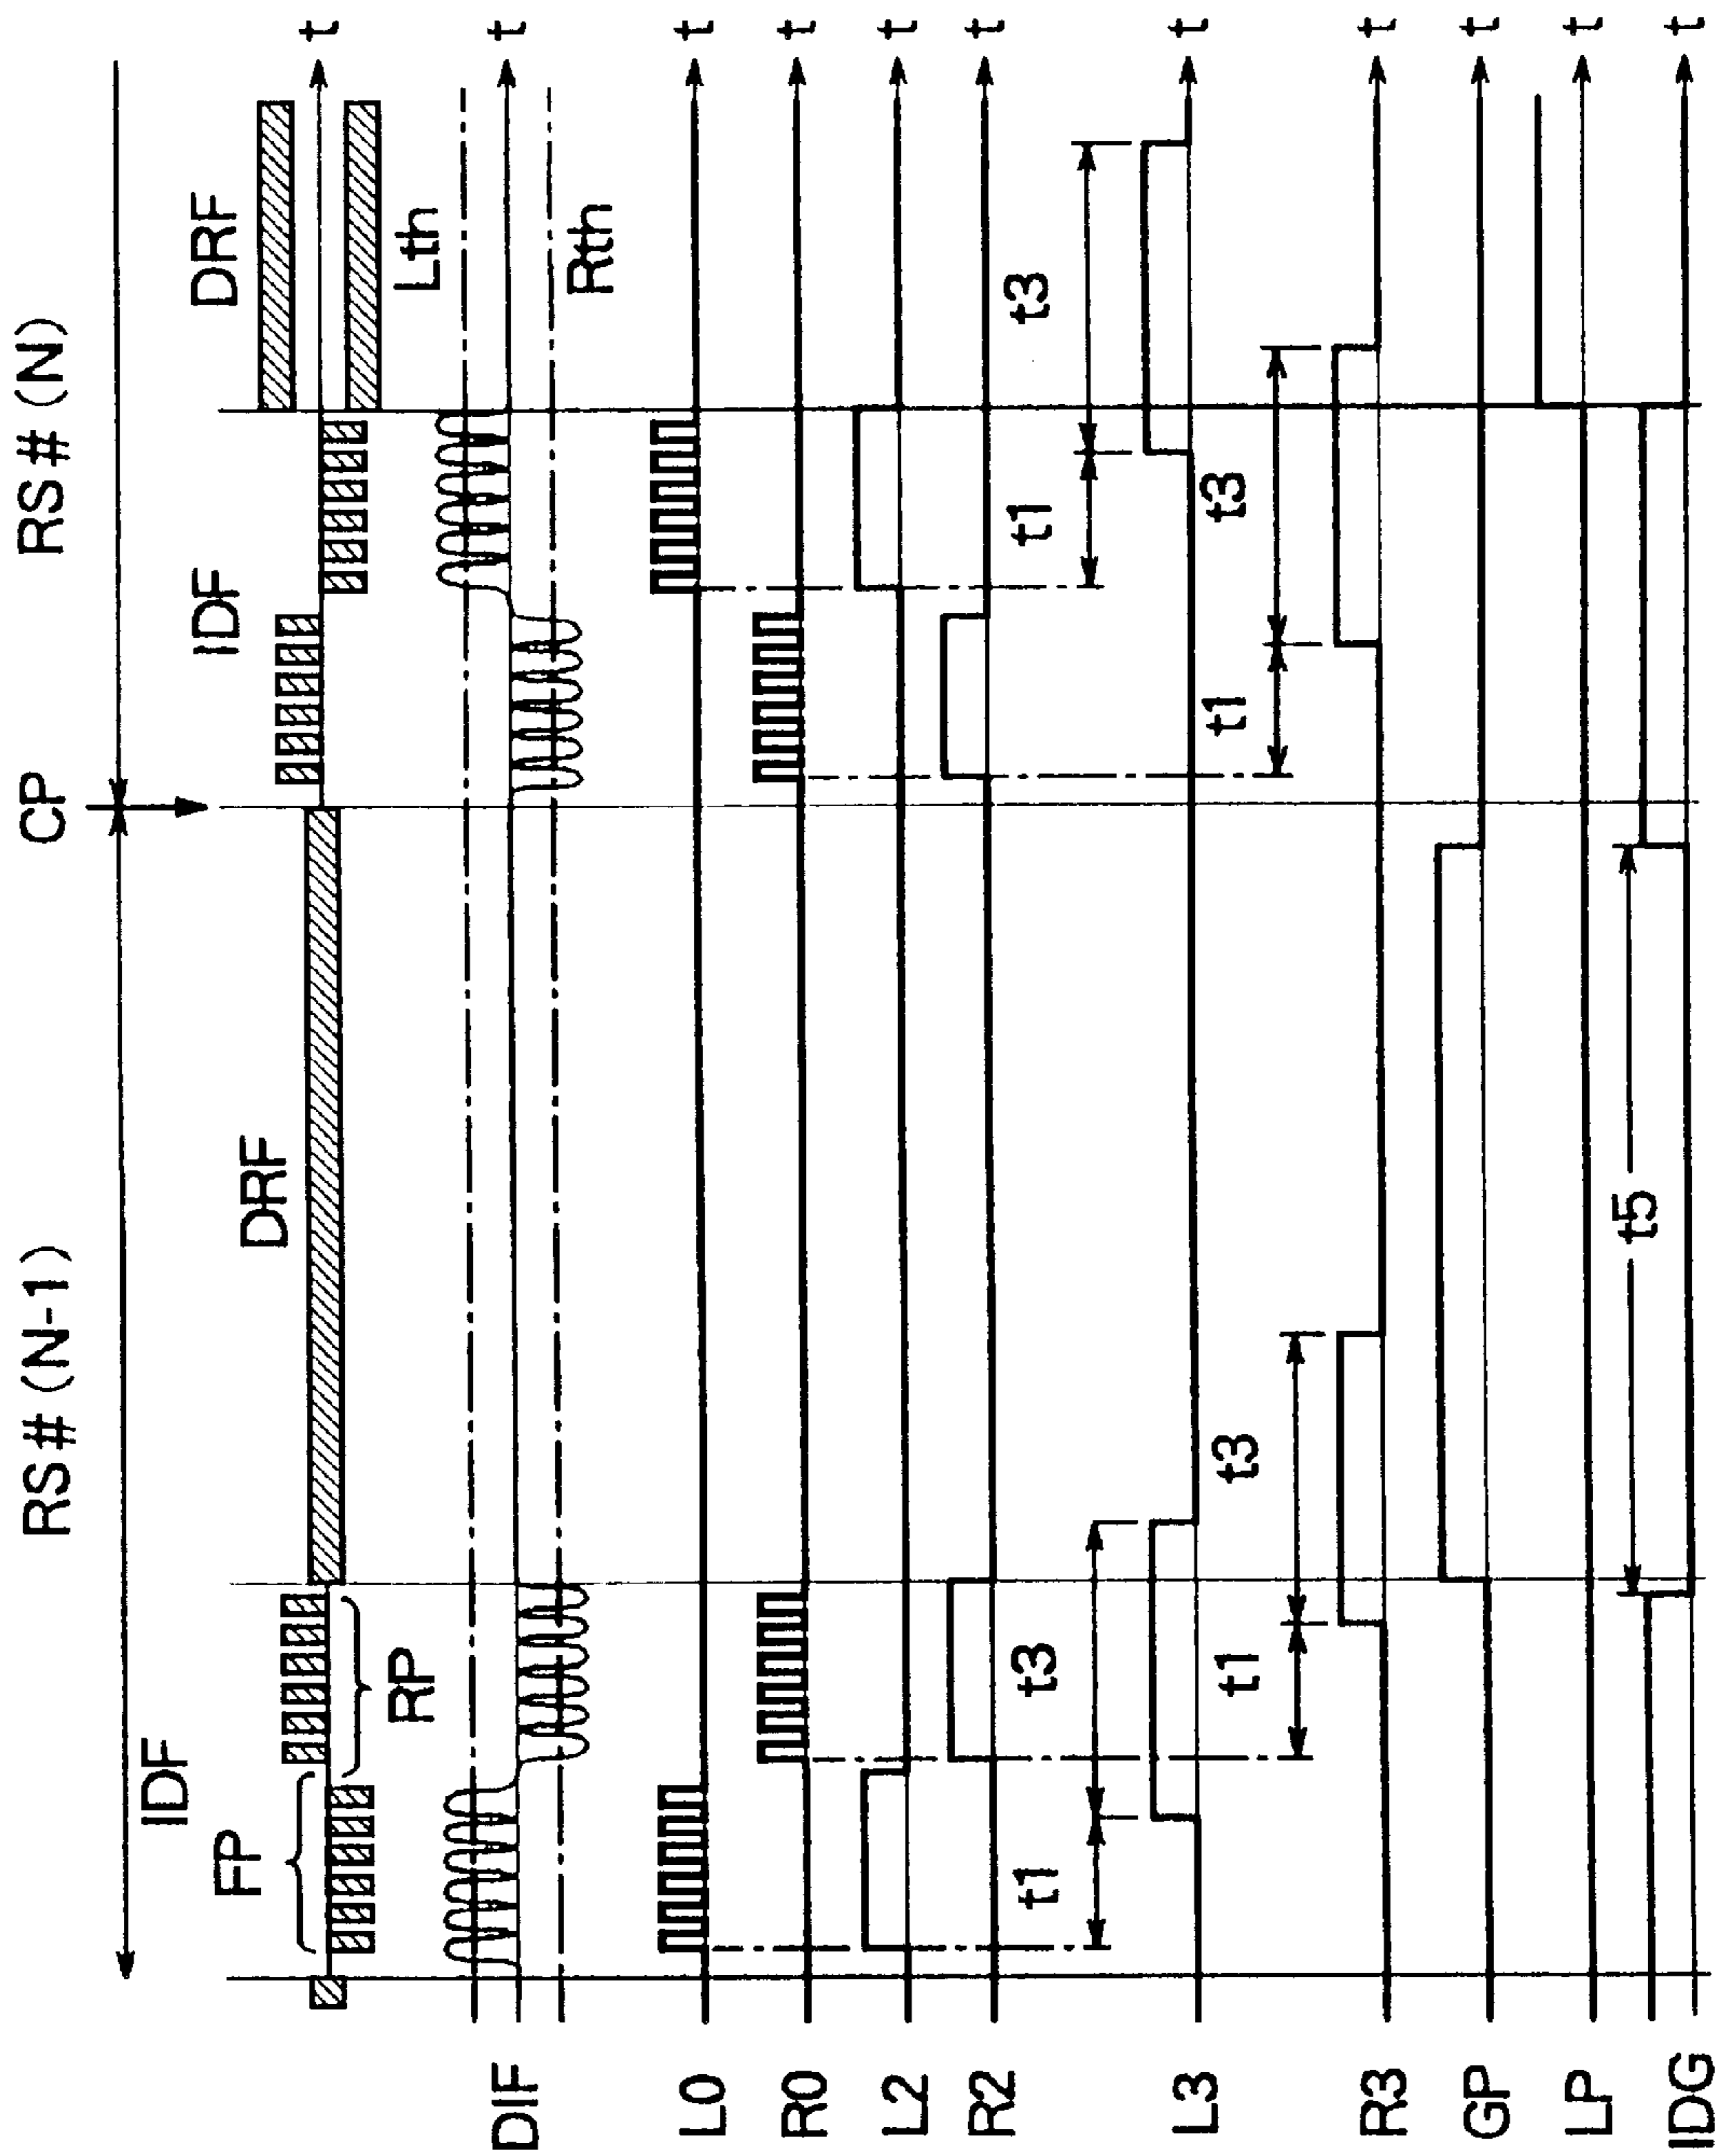 RS#(N-1)
CP
RS#(N)
IDF
FP
RP
DRF
IDF
DRF
t
Lth
DIF
t
Rth
L0
t
R0
t
L2
t
R2
t
t1
t3
t1
t3
L3
t
t1
t3
t1
t3
R3
t
GP
t
LP
t
t5
IDG
t